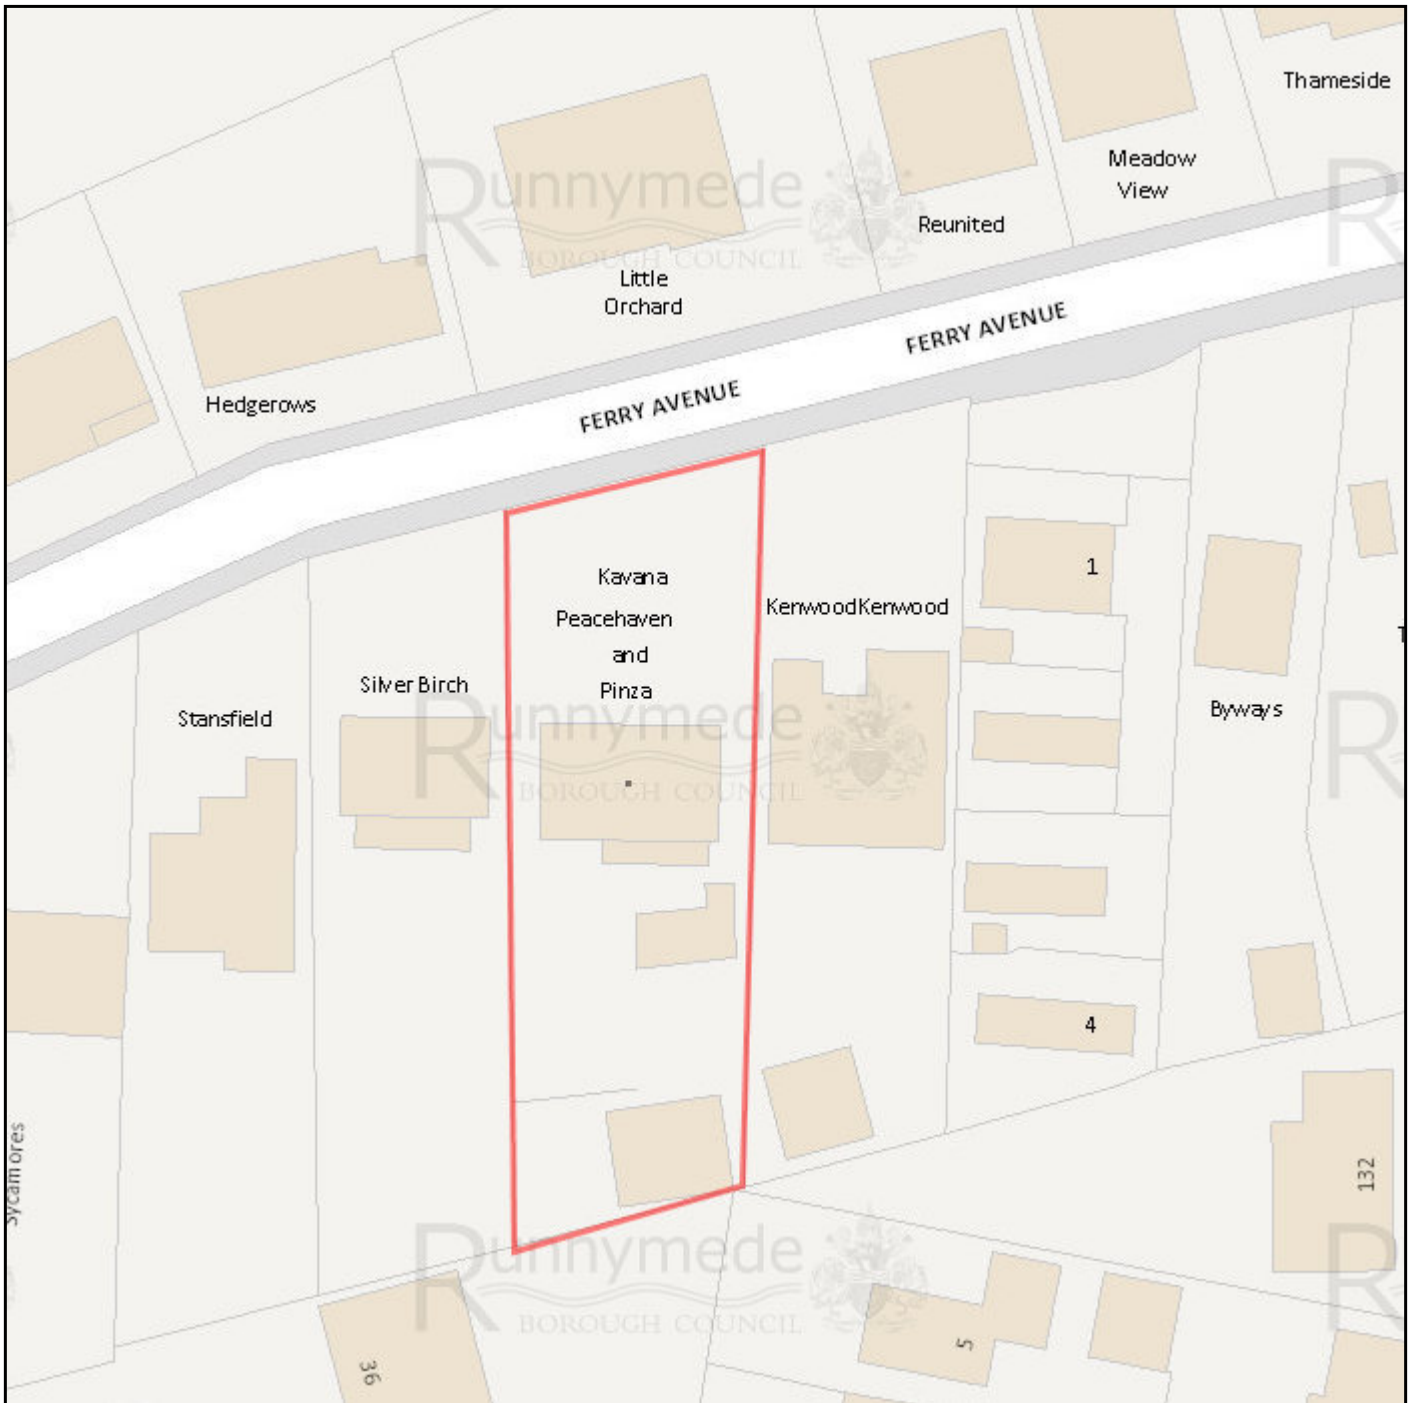 Thameside
Meadow
View
Reunited
Runnymede
BOROUGH COUNCIL
Little
Orchard
FERRY AVENUE
FERRY AVENUE
Hedgerows
Kavana
Peacehaven
and
Pinza
KenwoodKenwood
1
Silver Birch
Stansfield
Byways
Runnymede
BOROUGH COUNCIL
R
R
4
Sycamores
132
Runnymede
BOROUGH COUNCIL
R
5
36